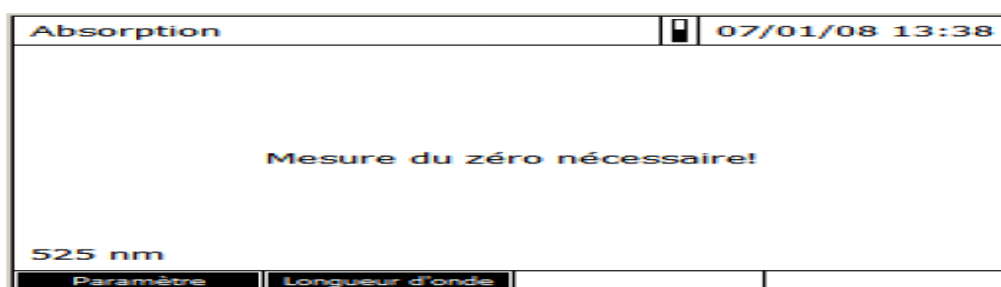 Absorption 07/01/08 13:38
Mesure du zéro nécessaire!
525 nm
Paramètre Longueur d'onde